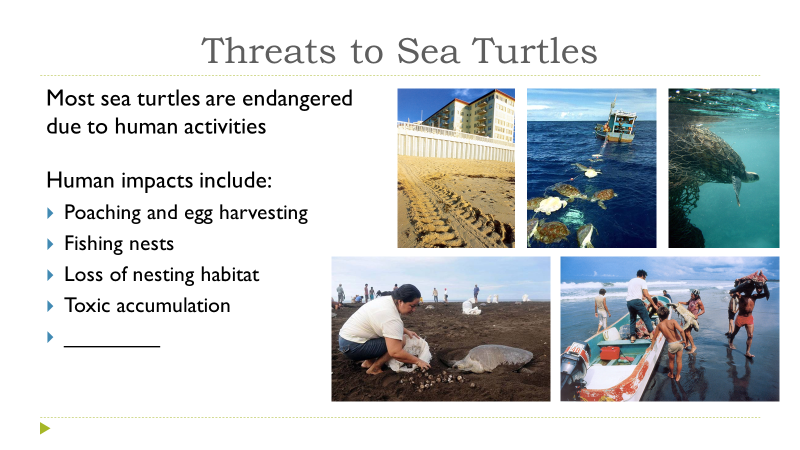 Threats to Sea Turtles
Most sea turtles are endangered
due to human activities
Human impacts include:
Poaching and egg harvesting
Fishing nests
Loss of nesting habitat
Toxic accumulation
__________